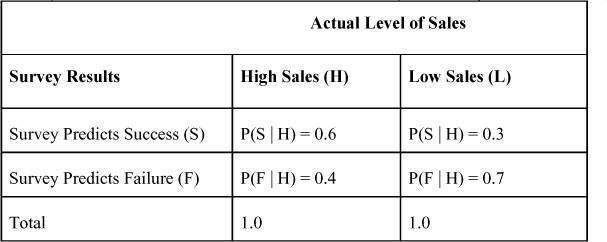 Actual Level of Sales
Survey Results High Sales (H) Low Sales (L)
Survey Predicts Success (S) P(S | H) = 0.6 P(S | H) = 0.3
Survey Predicts Failure (F) P(F | H) = 0.4 P(F | H) = 0.7
Total 1.0 1.0